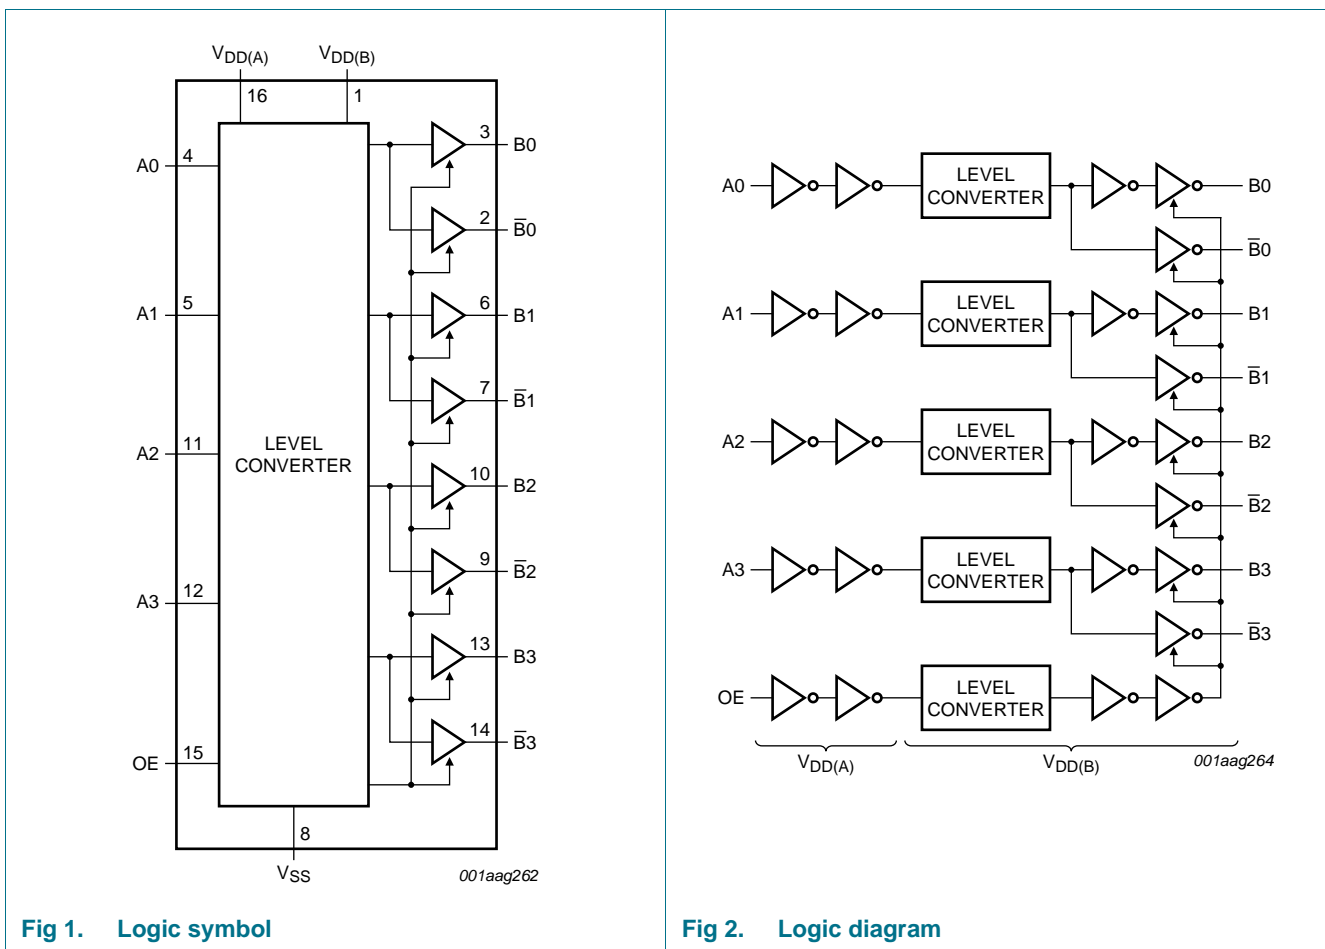 VDD(A) VDD(B)
16 1
A0 4
3 B0
2 B̅0
A1 5
6 B1
7 B̅1
A2 11
LEVEL
CONVERTER
10 B2
9 B̅2
A3 12
13 B3
14 B̅3
OE 15
8
VSS
001aag262
Fig 1. Logic symbol
A0
LEVEL
CONVERTER
B0
B̅0
A1
LEVEL
CONVERTER
B1
B̅1
A2
LEVEL
CONVERTER
B2
B̅2
A3
LEVEL
CONVERTER
B3
B̅3
OE
LEVEL
CONVERTER
VDD(A) VDD(B)
001aag264
Fig 2. Logic diagram